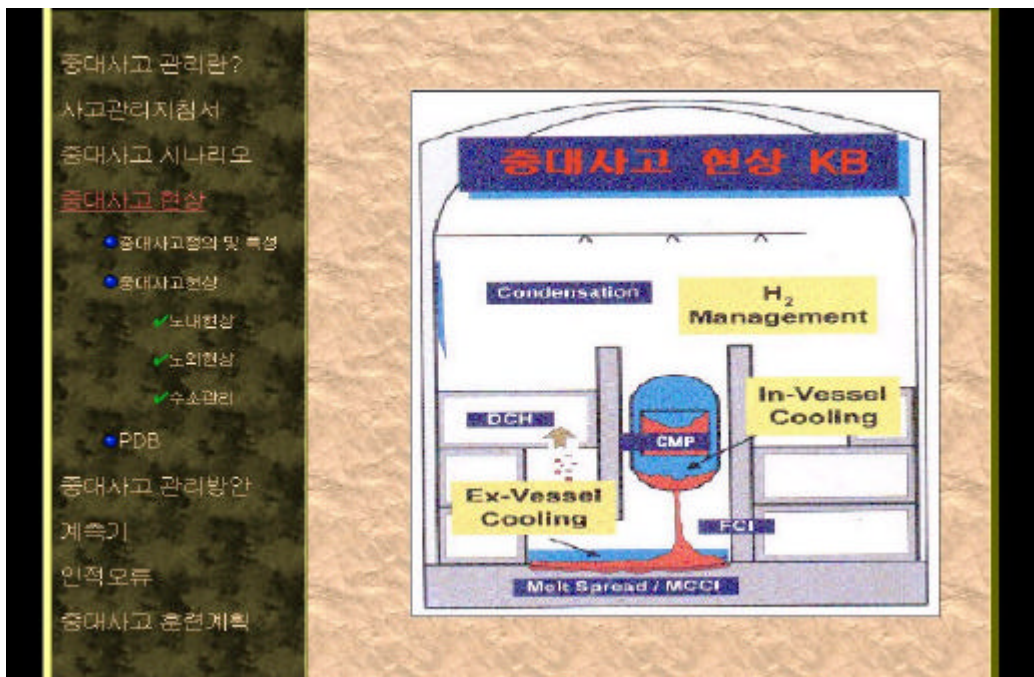 중대사고 관리란?
사고관리지침서
중대사고 시나리오
중대사고 현상
중대사고정의 및 특성
중대사고현상
노내현상
노외현상
수소관리
PDB
중대사고 관리방안
계측기
인적오류
중대사고 훈련계획
중대사고 현상 KB
Condensation
H2
Management
In-Vessel
Cooling
DCH
CMP
Ex-Vessel
Cooling
FCI
Melt Spread / MCCI